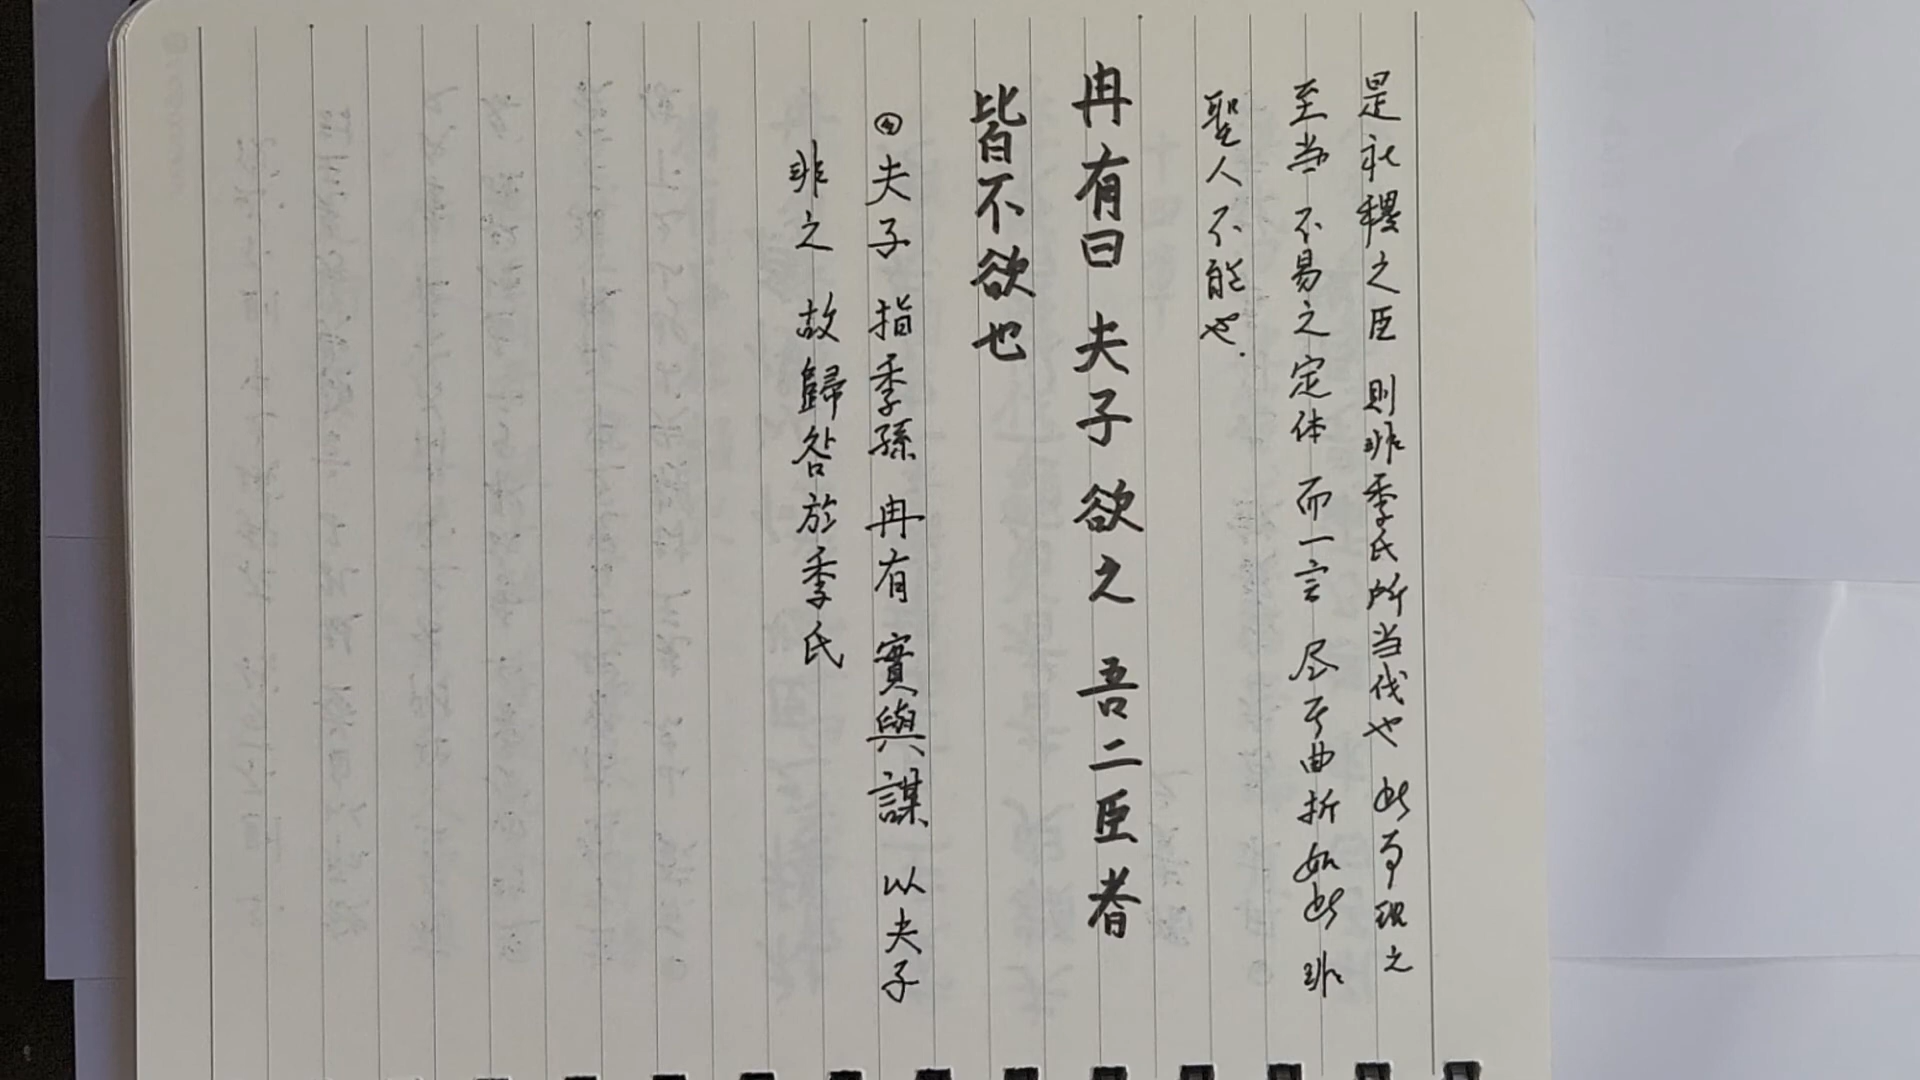 是社稷之臣 則非季氏所当伐也 此事理之
至当 不易之定体 而一言 尽其曲折如此 非
聖人不能也.
冉有曰 夫子欲之 吾二臣者
皆不欲也
夫子 指季孫 冉有 實與謀 以夫子
非之 故歸咎於季氏